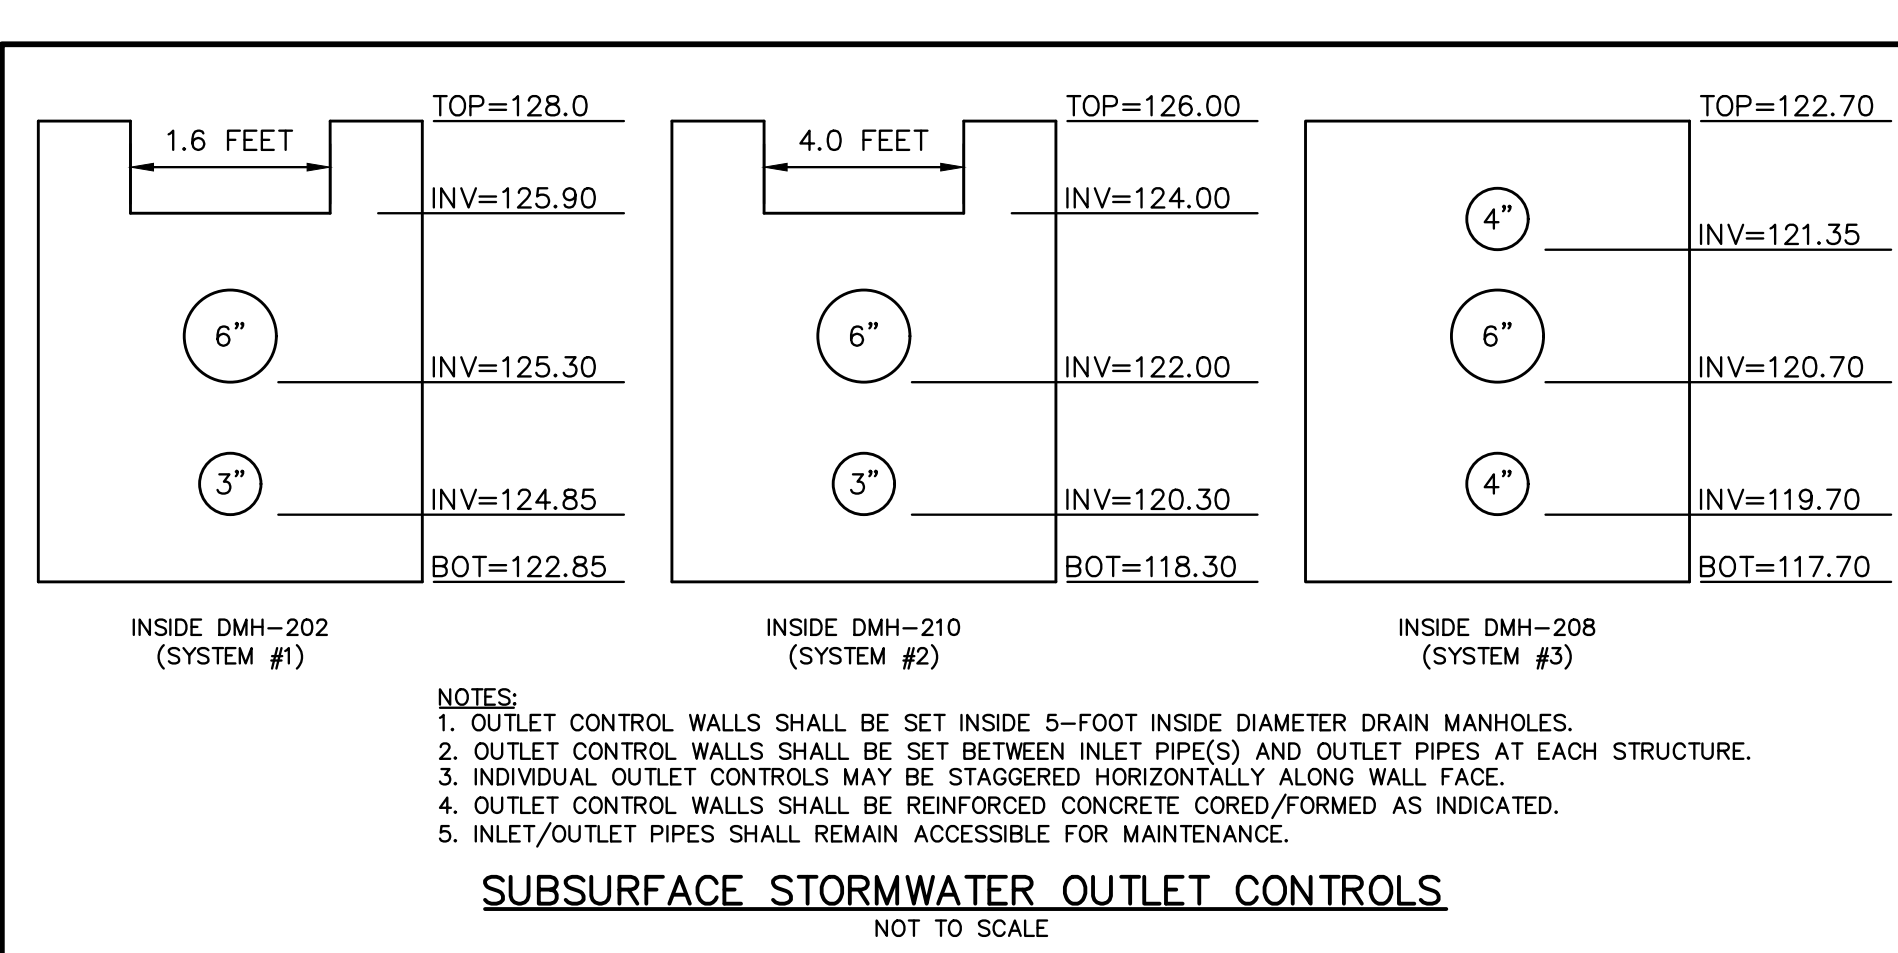 TOP=128.0
1.6 FEET
INV=125.90
6”
INV=125.30
3”
INV=124.85
BOT=122.85
INSIDE DMH-202
(SYSTEM #1)
TOP=126.00
4.0 FEET
INV=124.00
6”
INV=122.00
3”
INV=120.30
BOT=118.30
INSIDE DMH-210
(SYSTEM #2)
TOP=122.70
4”
INV=121.35
6”
INV=120.70
4”
INV=119.70
BOT=117.70
INSIDE DMH-208
(SYSTEM #3)
NOTES:
1. OUTLET CONTROL WALLS SHALL BE SET INSIDE 5-FOOT INSIDE DIAMETER DRAIN MANHOLES.
2. OUTLET CONTROL WALLS SHALL BE SET BETWEEN INLET PIPE(S) AND OUTLET PIPES AT EACH STRUCTURE.
3. INDIVIDUAL OUTLET CONTROLS MAY BE STAGGERED HORIZONTALLY ALONG WALL FACE.
4. OUTLET CONTROL WALLS SHALL BE REINFORCED CONCRETE CORED/FORMED AS INDICATED.
5. INLET/OUTLET PIPES SHALL REMAIN ACCESSIBLE FOR MAINTENANCE.
SUBSURFACE STORMWATER OUTLET CONTROLS
NOT TO SCALE